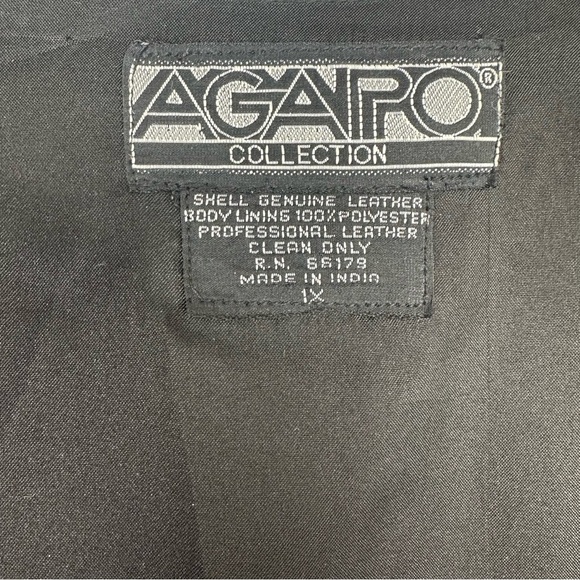 AGAPO®
COLLECTION
SHELL GENUINE LEATHER
BODY LINING 100% POLYESTER
PROFESSIONAL LEATHER
CLEAN ONLY
R.N. 66179
MADE IN INDIA
1X